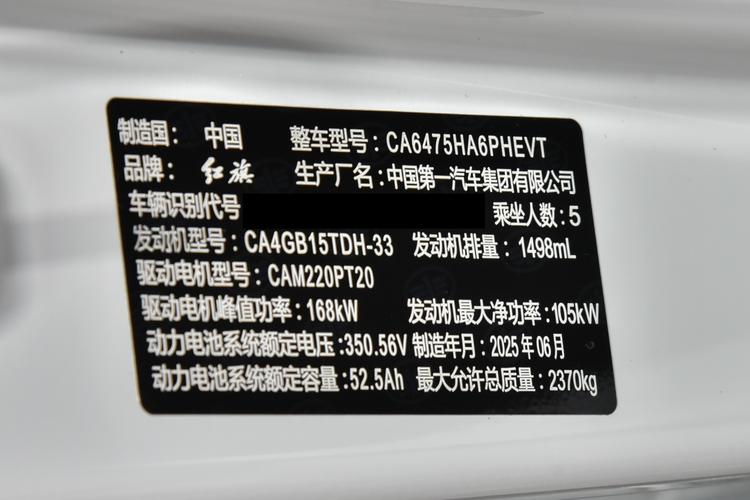 制造国： 中国 整车型号：CA6475HA6PHEVT
品牌： 红旗 生产厂名：中国第一汽车集团有限公司
车辆识别代号 乘坐人数：5
发动机型号：CA4GB15TDH-33 发动机排量：1498mL
驱动电机型号：CAM220PT20
驱动电机峰值功率：168kW 发动机最大净功率：105kW
动力电池系统额定电压：350.56V 制造年月：2025年06月
动力电池系统额定容量：52.5Ah 最大允许总质量：2370kg